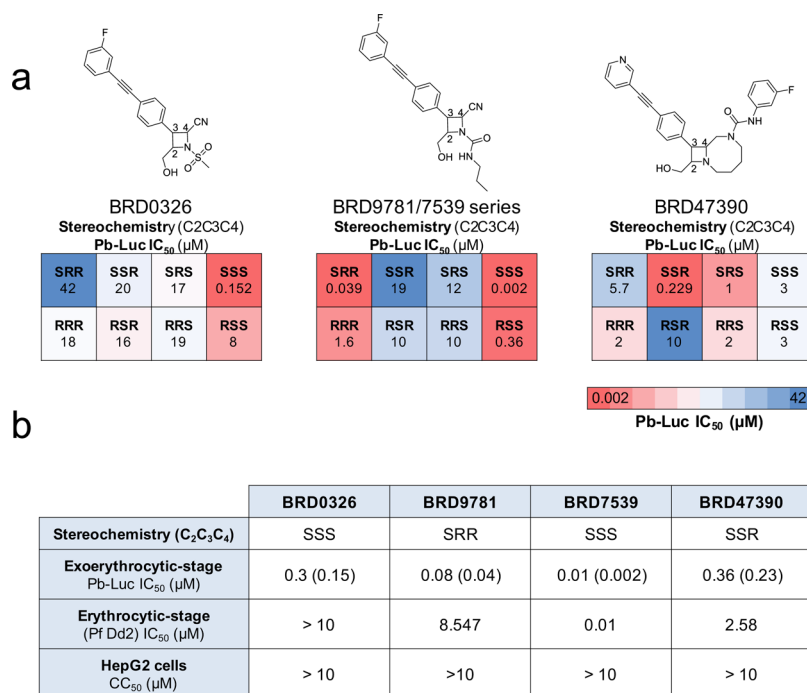 a
F
3 4 CN
2 N
OH
O S O
BRD0326
Stereochemistry (C2C3C4)
Pb-Luc IC50 (µM)
SRR SSR SRS SSS
42 20 17 0.152
RRR RSR RRS RSS
18 16 19 8
F
3 4 CN
2 N O
OH HN
BRD9781/7539 series
Stereochemistry (C2C3C4)
Pb-Luc IC50 (µM)
SRR SSR SRS SSS
0.039 19 12 0.002
RRR RSR RRS RSS
1.6 10 10 0.36
N
F
O
NH
3 4 N
2 N
HO
BRD47390
Stereochemistry (C2C3C4)
Pb-Luc IC50 (µM)
SRR SSR SRS SSS
5.7 0.229 1 3
RRR RSR RRS RSS
2 10 2 3
0.002 42
Pb-Luc IC50 (µM)
b
BRD0326 BRD9781 BRD7539 BRD47390
Stereochemistry (C2C3C4) SSS SRR SSS SSR
Exoerythrocytic-stage
Pb-Luc IC50 (µM) 0.3 (0.15) 0.08 (0.04) 0.01 (0.002) 0.36 (0.23)
Erythrocytic-stage
(Pf Dd2) IC50 (µM) > 10 8.547 0.01 2.58
HepG2 cells
CC50 (µM) > 10 >10 > 10 > 10